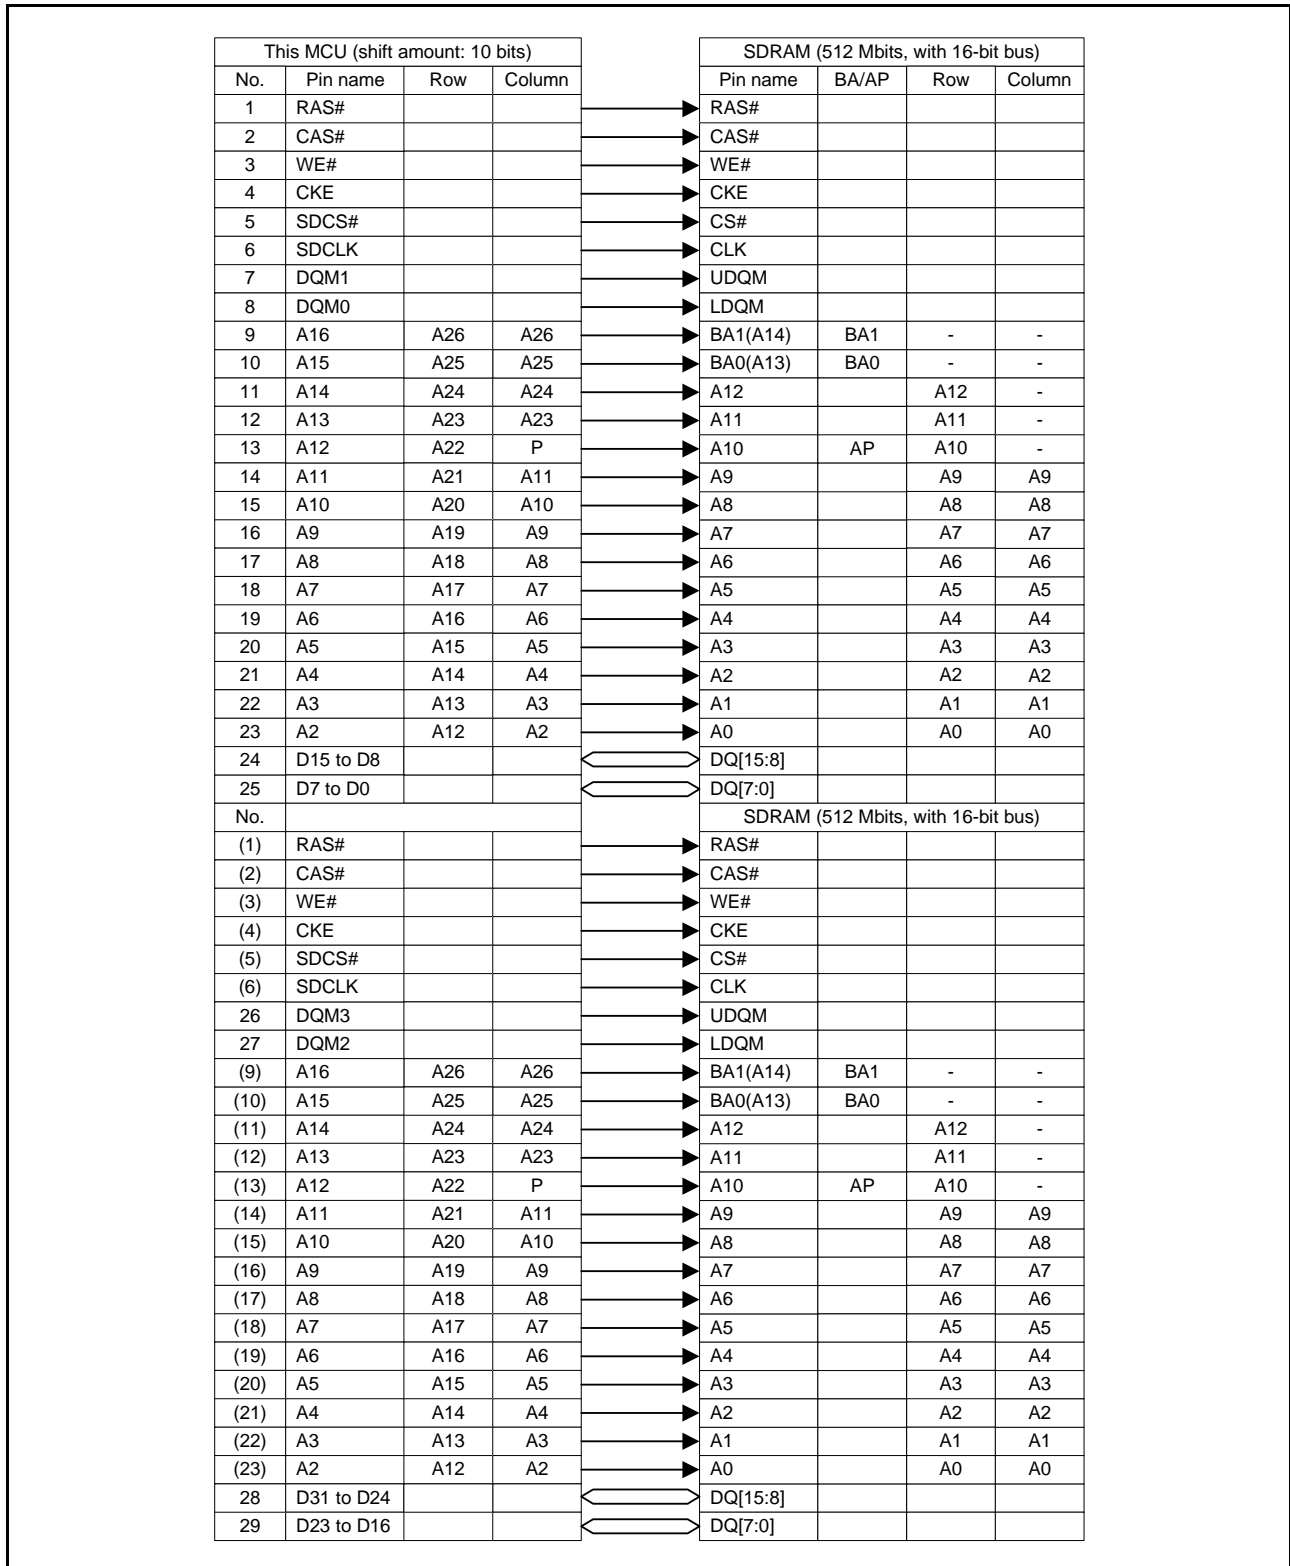 This MCU (shift amount: 10 bits) SDRAM (512 Mbits, with 16-bit bus)
No. Pin name Row Column Pin name BA/AP Row Column
1 RAS# RAS#
2 CAS# CAS#
3 WE# WE#
4 CKE CKE
5 SDCS# CS#
6 SDCLK CLK
7 DQM1 UDQM
8 DQM0 LDQM
9 A16 A26 A26 BA1(A14) BA1 - -
10 A15 A25 A25 BA0(A13) BA0 - -
11 A14 A24 A24 A12 A12 -
12 A13 A23 A23 A11 A11 -
13 A12 A22 P A10 AP A10 -
14 A11 A21 A11 A9 A9 A9
15 A10 A20 A10 A8 A8 A8
16 A9 A19 A9 A7 A7 A7
17 A8 A18 A8 A6 A6 A6
18 A7 A17 A7 A5 A5 A5
19 A6 A16 A6 A4 A4 A4
20 A5 A15 A5 A3 A3 A3
21 A4 A14 A4 A2 A2 A2
22 A3 A13 A3 A1 A1 A1
23 A2 A12 A2 A0 A0 A0
24 D15 to D8 DQ[15:8]
25 D7 to D0 DQ[7:0]
No. SDRAM (512 Mbits, with 16-bit bus)
(1) RAS# RAS#
(2) CAS# CAS#
(3) WE# WE#
(4) CKE CKE
(5) SDCS# CS#
(6) SDCLK CLK
26 DQM3 UDQM
27 DQM2 LDQM
(9) A16 A26 A26 BA1(A14) BA1 - -
(10) A15 A25 A25 BA0(A13) BA0 - -
(11) A14 A24 A24 A12 A12 -
(12) A13 A23 A23 A11 A11 -
(13) A12 A22 P A10 AP A10 -
(14) A11 A21 A11 A9 A9 A9
(15) A10 A20 A10 A8 A8 A8
(16) A9 A19 A9 A7 A7 A7
(17) A8 A18 A8 A6 A6 A6
(18) A7 A17 A7 A5 A5 A5
(19) A6 A16 A6 A4 A4 A4
(20) A5 A15 A5 A3 A3 A3
(21) A4 A14 A4 A2 A2 A2
(22) A3 A13 A3 A1 A1 A1
(23) A2 A12 A2 A0 A0 A0
28 D31 to D24 DQ[15:8]
29 D23 to D16 DQ[7:0]